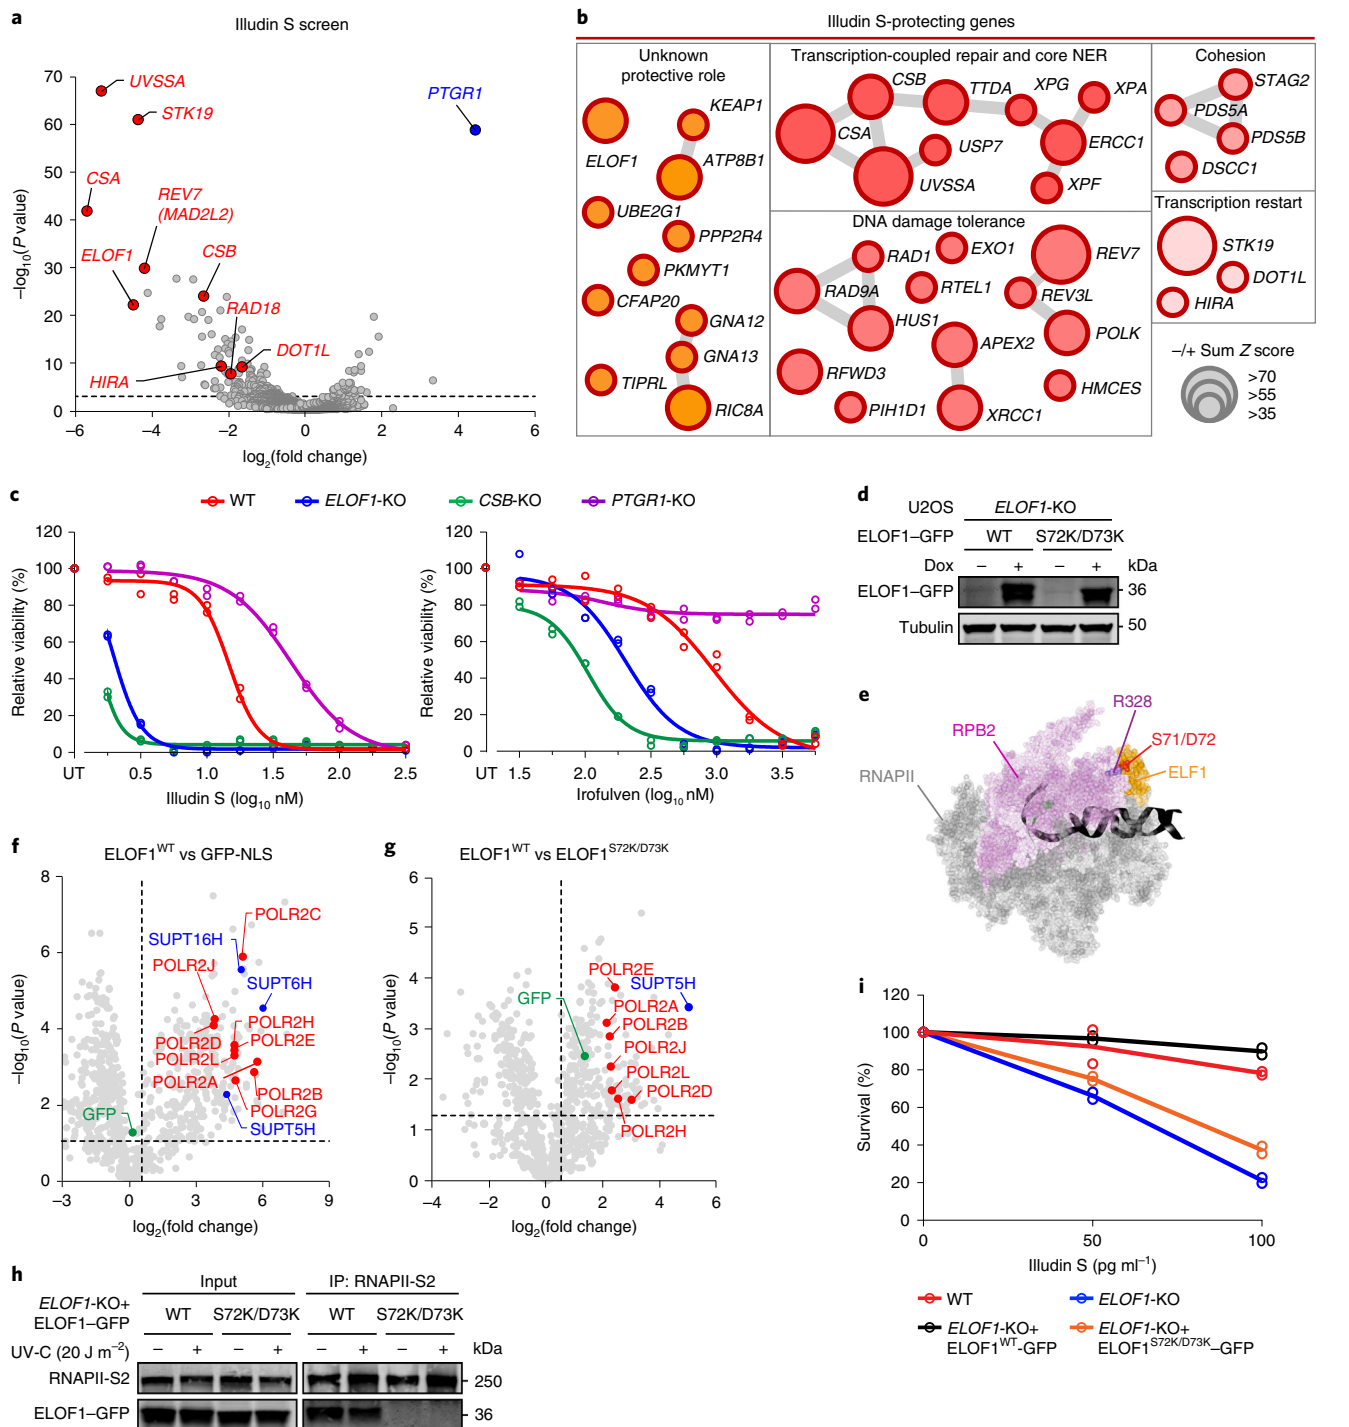 a
Illudin S screen
70
60
50
40
30
20
10
0
–6
–4
–2
0
2
4
6
–log10(P value)
log2(fold change)
UVSSA
STK19
PTGR1
CSA
REV7
(MAD2L2)
ELOF1
CSB
RAD18
DOT1L
HIRA
b
Illudin S-protecting genes
Unknown
protective role
KEAP1
ELOF1
ATP8B1
UBE2G1
PPP2R4
PKMYT1
CFAP20
GNA12
GNA13
TIPRL
RIC8A
Transcription-coupled repair and core NER
CSB
TTDA
XPG
XPA
CSA
USP7
ERCC1
UVSSA
XPF
DNA damage tolerance
RAD1
EXO1
REV7
RAD9A
RTEL1
REV3L
HUS1
APEX2
POLK
RFWD3
HMCES
PIH1D1
XRCC1
Cohesion
STAG2
PDS5A
PDS5B
DSCC1
Transcription restart
STK19
DOT1L
HIRA
–/+ Sum Z score
>70
>55
>35
c
WT
ELOF1-KO
CSB-KO
PTGR1-KO
120
100
80
60
40
20
0
UT
0.5
1.0
1.5
2.0
2.5
Relative viability (%)
Illudin S (log10 nM)
120
100
80
60
40
20
0
1.5
2.0
2.5
3.0
3.5
UT
Relative viability (%)
Irofulven (log10 nM)
d
U2OS
ELOF1-KO
ELOF1–GFP
WT
S72K/D73K
Dox
–
+
–
+
kDa
ELOF1–GFP
36
Tubulin
50
e
R328
RPB2
S71/D72
RNAPII
ELF1
f
ELOF1WT vs GFP-NLS
8
6
4
2
0
–3
0
3
6
9
–log10(P value)
log2(fold change)
POLR2C
SUPT16H
POLR2J
SUPT6H
POLR2H
POLR2D
POLR2E
POLR2L
POLR2A
POLR2B
POLR2G
GFP
SUPT5H
g
ELOF1WT vs ELOF1S72K/D73K
6
5
4
3
2
1
0
–4
–2
0
2
4
6
–log10(P value)
log2(fold change)
POLR2E
SUPT5H
GFP
POLR2A
POLR2B
POLR2J
POLR2L
POLR2D
POLR2H
h
Input
IP: RNAPII-S2
ELOF1-KO+
ELOF1–GFP
WT
S72K/D73K
WT
S72K/D73K
UV-C (20 J m–2)
–
+
–
+
–
+
–
+
kDa
RNAPII-S2
250
ELOF1–GFP
36
i
120
100
80
60
40
20
0
0
50
100
Survival (%)
Illudin S (pg ml–1)
WT
ELOF1-KO
ELOF1-KO+
ELOF1WT-GFP
ELOF1-KO+
ELOF1S72K/D73K–GFP